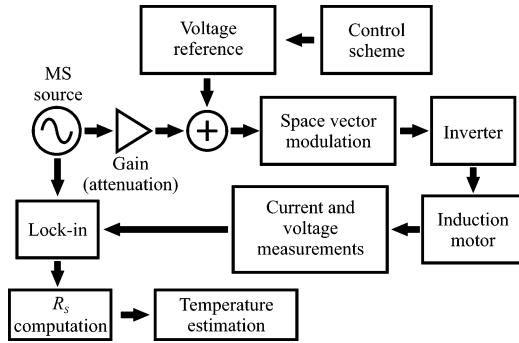 Voltage
reference
Control
scheme
MS
source
Gain
(attenuation)
+
Space vector
modulation
Inverter
Lock-in
Current and
voltage
measurements
Induction
motor
Rs
computation
Temperature
estimation